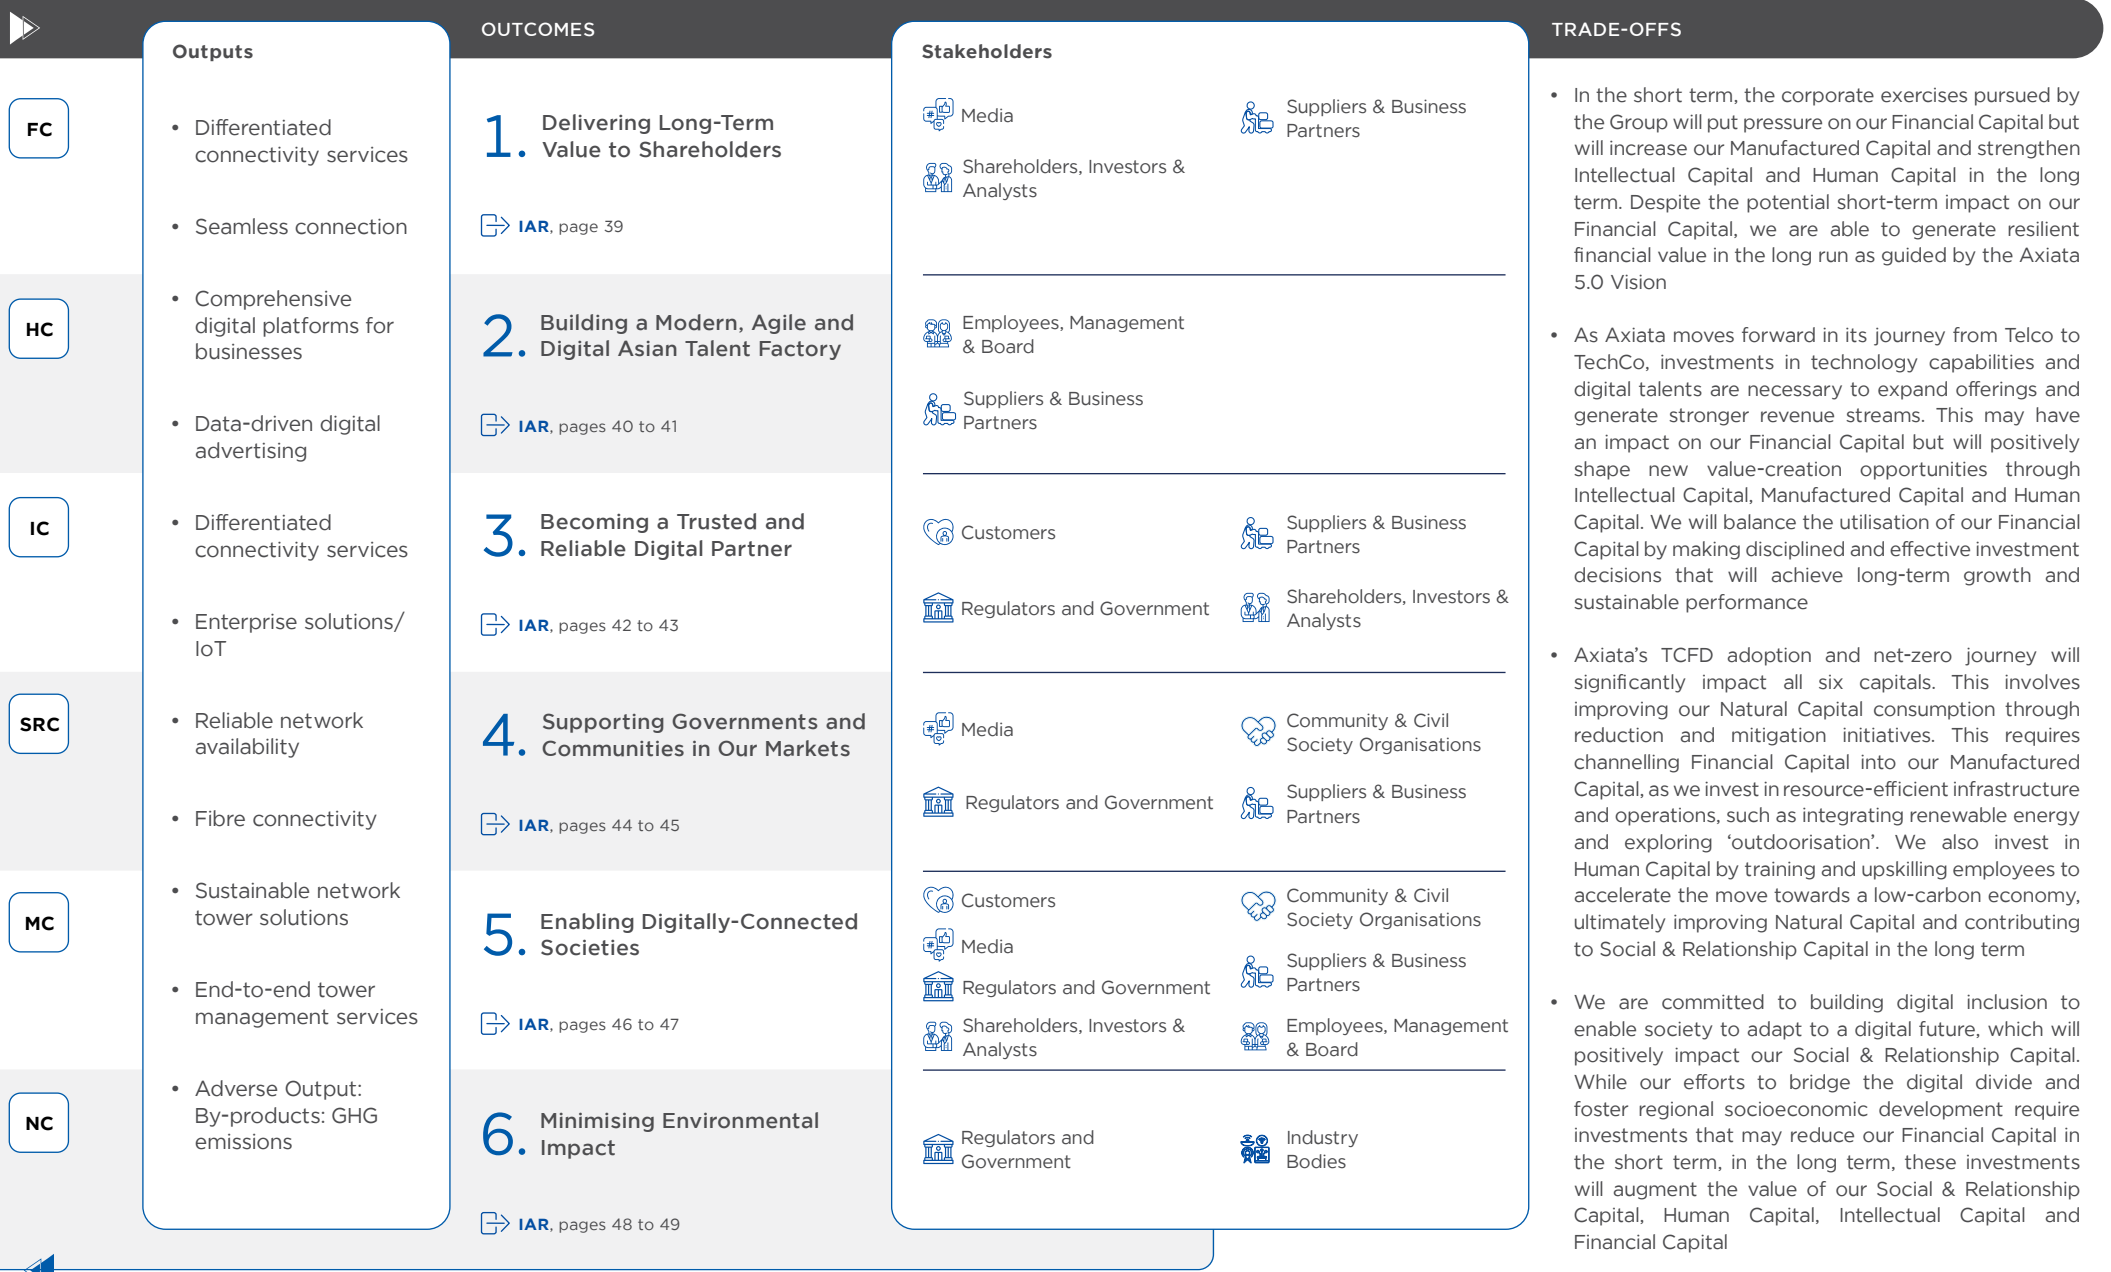 Outputs
OUTCOMES
Stakeholders
TRADE-OFFS
FC
HC
IC
SRC
MC
NC
• Differentiated
connectivity services
• Seamless connection
• Comprehensive
digital platforms for
businesses
• Data-driven digital
advertising
• Differentiated
connectivity services
• Enterprise solutions/
IoT
• Reliable network
availability
• Fibre connectivity
• Sustainable network
tower solutions
• End-to-end tower
management services
• Adverse Output:
By-products: GHG
emissions
1. Delivering Long-Term
Value to Shareholders
IAR, page 39
2. Building a Modern, Agile and
Digital Asian Talent Factory
IAR, pages 40 to 41
3. Becoming a Trusted and
Reliable Digital Partner
IAR, pages 42 to 43
4. Supporting Governments and
Communities in Our Markets
IAR, pages 44 to 45
5. Enabling Digitally-Connected
Societies
IAR, pages 46 to 47
6. Minimising Environmental
Impact
IAR, pages 48 to 49
Media
Shareholders, Investors &
Analysts
Suppliers & Business
Partners
Employees, Management
& Board
Suppliers & Business
Partners
Customers
Regulators and Government
Suppliers & Business
Partners
Shareholders, Investors &
Analysts
Media
Regulators and Government
Community & Civil
Society Organisations
Suppliers & Business
Partners
Customers
Media
Regulators and Government
Shareholders, Investors &
Analysts
Community & Civil
Society Organisations
Suppliers & Business
Partners
Employees, Management
& Board
Regulators and
Government
Industry
Bodies
• In the short term, the corporate exercises pursued by
the Group will put pressure on our Financial Capital but
will increase our Manufactured Capital and strengthen
Intellectual Capital and Human Capital in the long
term. Despite the potential short-term impact on our
Financial Capital, we are able to generate resilient
financial value in the long run as guided by the Axiata
5.0 Vision
• As Axiata moves forward in its journey from Telco to
TechCo, investments in technology capabilities and
digital talents are necessary to expand offerings and
generate stronger revenue streams. This may have
an impact on our Financial Capital but will positively
shape new value-creation opportunities through
Intellectual Capital, Manufactured Capital and Human
Capital. We will balance the utilisation of our Financial
Capital by making disciplined and effective investment
decisions that will achieve long-term growth and
sustainable performance
• Axiata’s TCFD adoption and net-zero journey will
significantly impact all six capitals. This involves
improving our Natural Capital consumption through
reduction and mitigation initiatives. This requires
channelling Financial Capital into our Manufactured
Capital, as we invest in resource-efficient infrastructure
and operations, such as integrating renewable energy
and exploring ‘outdoorisation’. We also invest in
Human Capital by training and upskilling employees to
accelerate the move towards a low-carbon economy,
ultimately improving Natural Capital and contributing
to Social & Relationship Capital in the long term
• We are committed to building digital inclusion to
enable society to adapt to a digital future, which will
positively impact our Social & Relationship Capital.
While our efforts to bridge the digital divide and
foster regional socioeconomic development require
investments that may reduce our Financial Capital in
the short term, in the long term, these investments
will augment the value of our Social & Relationship
Capital, Human Capital, Intellectual Capital and
Financial Capital